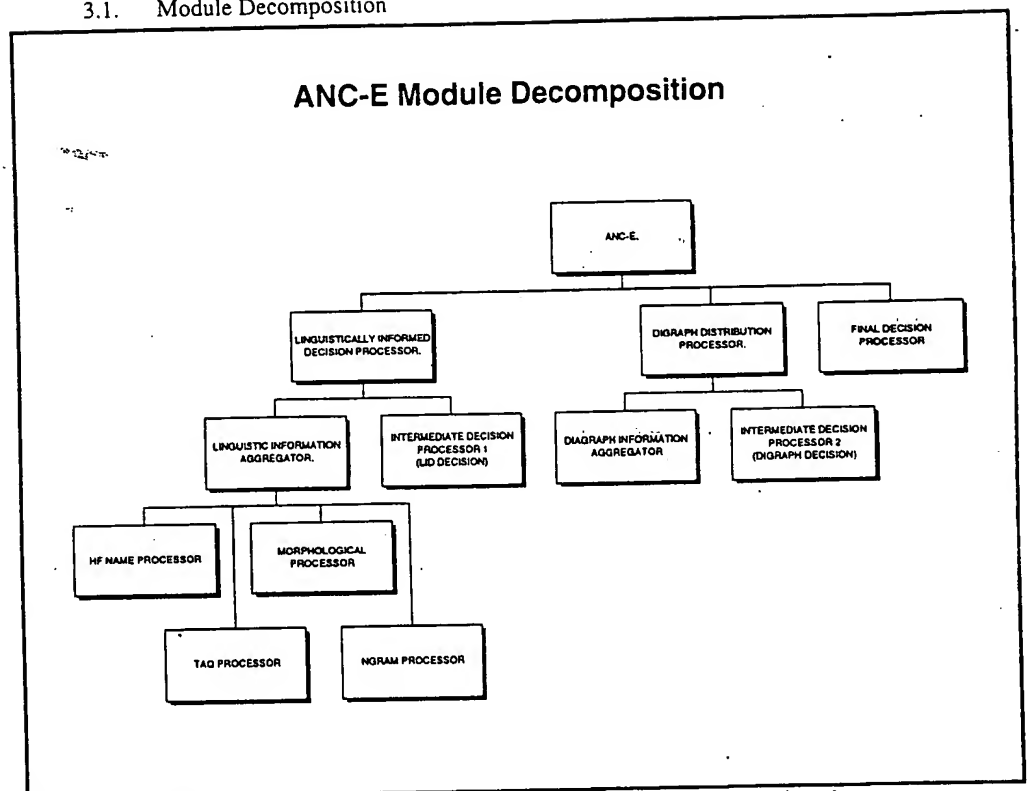 3.1. Module Decomposition
ANC-E Module Decomposition
ANC-E.
LINGUISTICALLY INFORMED
DECISION PROCESSOR.
DIGRAPH DISTRIBUTION
PROCESSOR.
FINAL DECISION
PROCESSOR
LINGUISTIC INFORMATION
AGGREGATOR.
INTERMEDIATE DECISION
PROCESSOR 1
(LID DECISION)
DIAGRAPH INFORMATION
AGGREGATOR
INTERMEDIATE DECISION
PROCESSOR 2
(DIGRAPH DECISION)
HF NAME PROCESSOR
MORPHOLOGICAL
PROCESSOR
TAQ PROCESSOR
NGRAM PROCESSOR